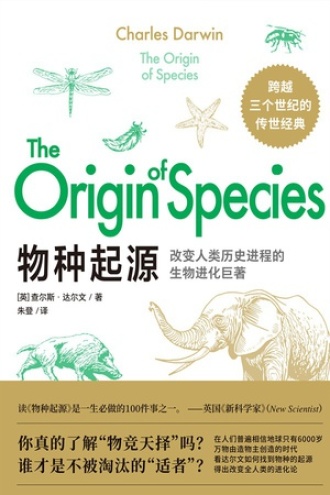 Charles Darwin
The Origin
of Species
跨越
三个世纪的
传世经典
The
Origin of Species
物种起源
改变人类历史进程的
生物进化巨著
[英]查尔斯·达尔文/著
朱登/译
读《物种起源》是一生必做的100件事之一。 ——英国《新科学家》(New Scientist)
你真的了解“物竞天择”吗？
谁才是不被淘汰的“适者”？
在人们普遍相信地球只有6000岁
万物由造物主创造的时代
看达尔文如何找到物种的起源
得出改变全人类的进化论